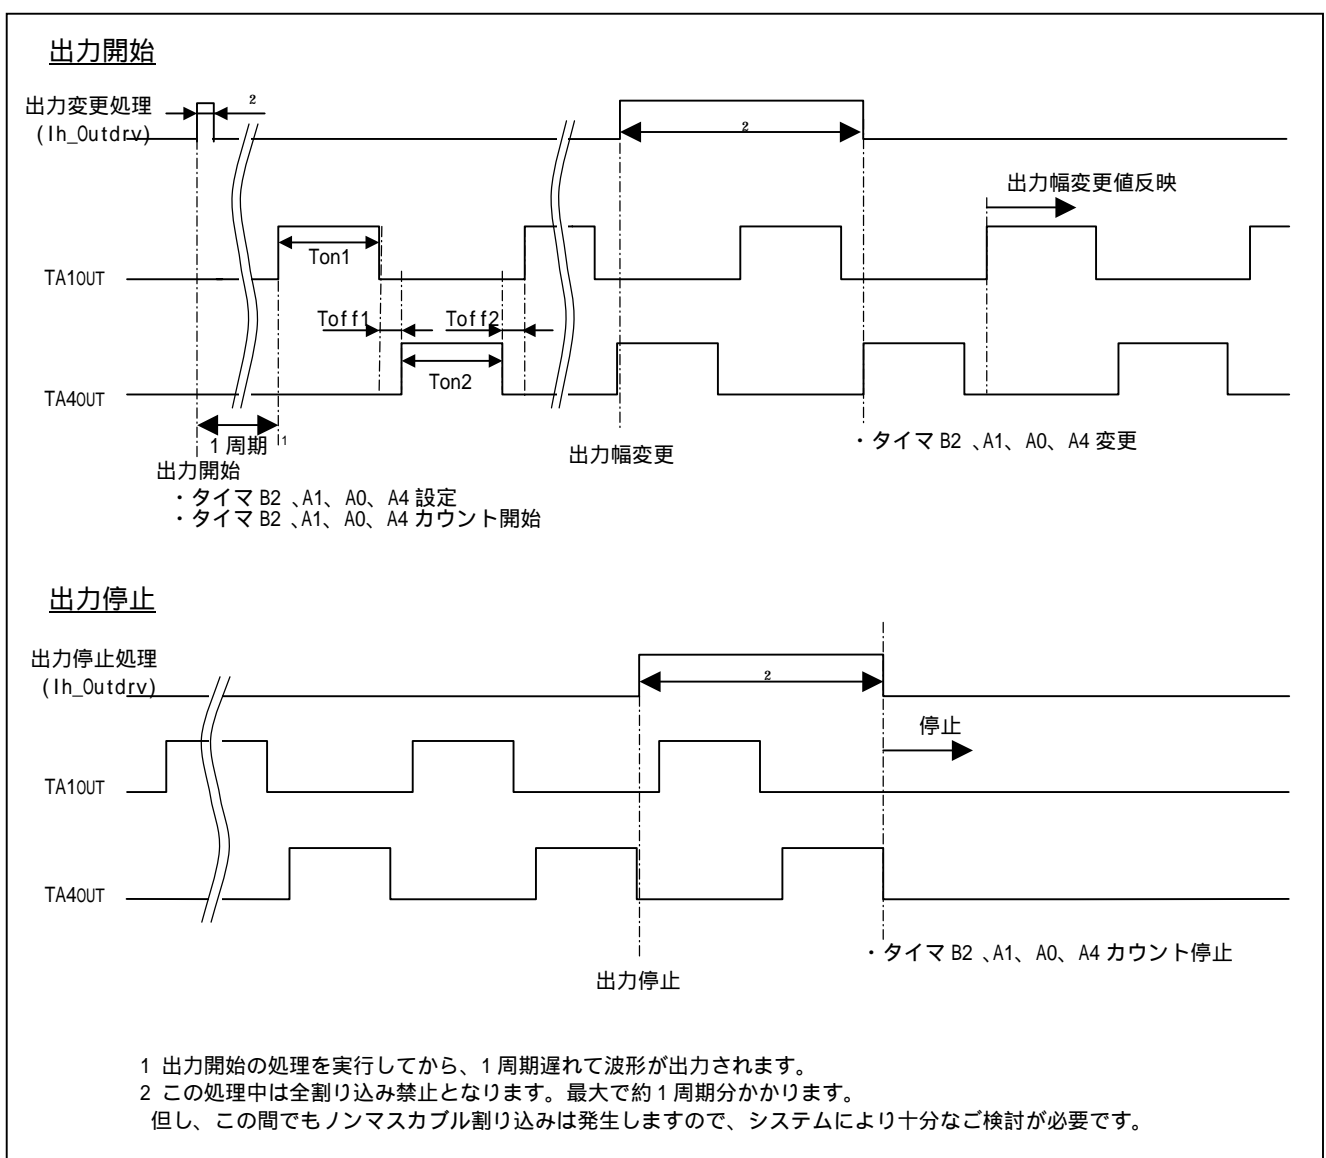 出力開始
出力変更処理
(Ih_Outdrv)
2
2
出力幅変更値反映
TA1OUT
Ton1
Toff1
Toff2
Ton2
TA4OUT
1周期 1
出力開始
・タイマ B2 、A1、A0、A4 設定
・タイマ B2 、A1、A0、A4 カウント開始
出力幅変更
・タイマ B2 、A1、A0、A4 変更
出力停止
出力停止処理
(Ih_Outdrv)
2
停止
TA1OUT
TA4OUT
・タイマ B2 、A1、A0、A4 カウント停止
出力停止
1 出力開始の処理を実行してから、1周期遅れて波形が出力されます。
2 この処理中は全割り込み禁止となります。最大で約1周期分かかります。
但し、この間でもノンマスカブル割り込みは発生しますので、システムにより十分なご検討が必要です。